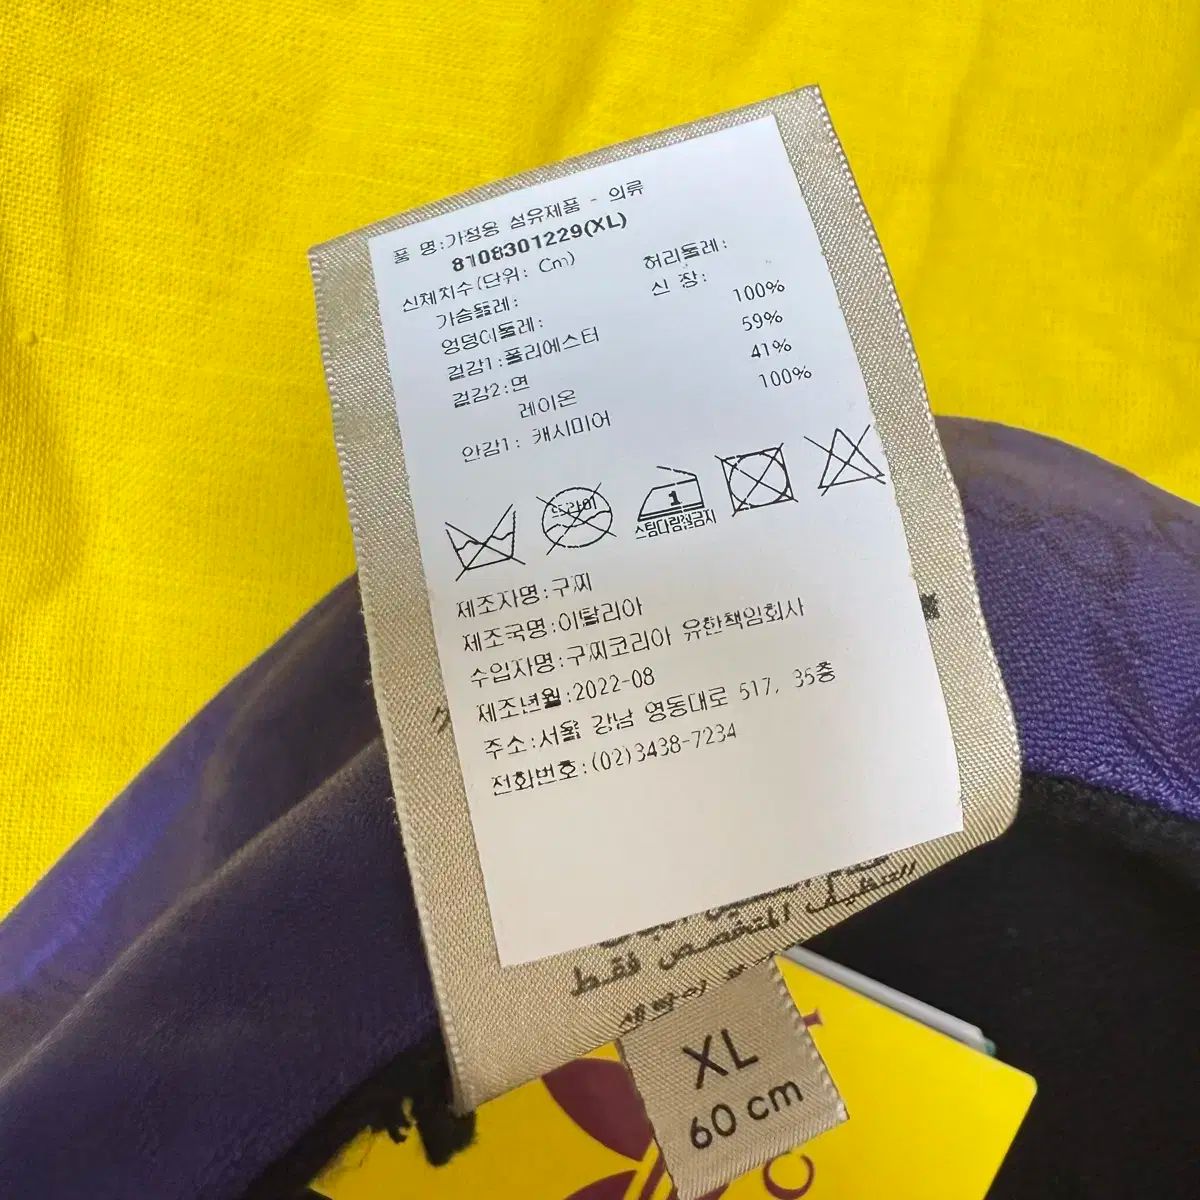 품 명:가정용 섬유제품 - 의류
8108301229(XL)
신체치수(단위: Cm)
가슴둘레: 허리둘레:
엉덩이둘레: 신 장:
겉감1:폴리에스터 100%
겉감2:면 59%
레이온 41%
안감1: 캐시미어 100%
드라이
1
스팀다림질금지
제조자명:구찌
제조국명:이탈리아
수입자명:구찌코리아 유한책임회사
제조년월:2022-08
주소:서울 강남 영동대로 517, 35층
전화번호:(02)3438-7234
التنظيف المتخصص فقط
XL
60 cm